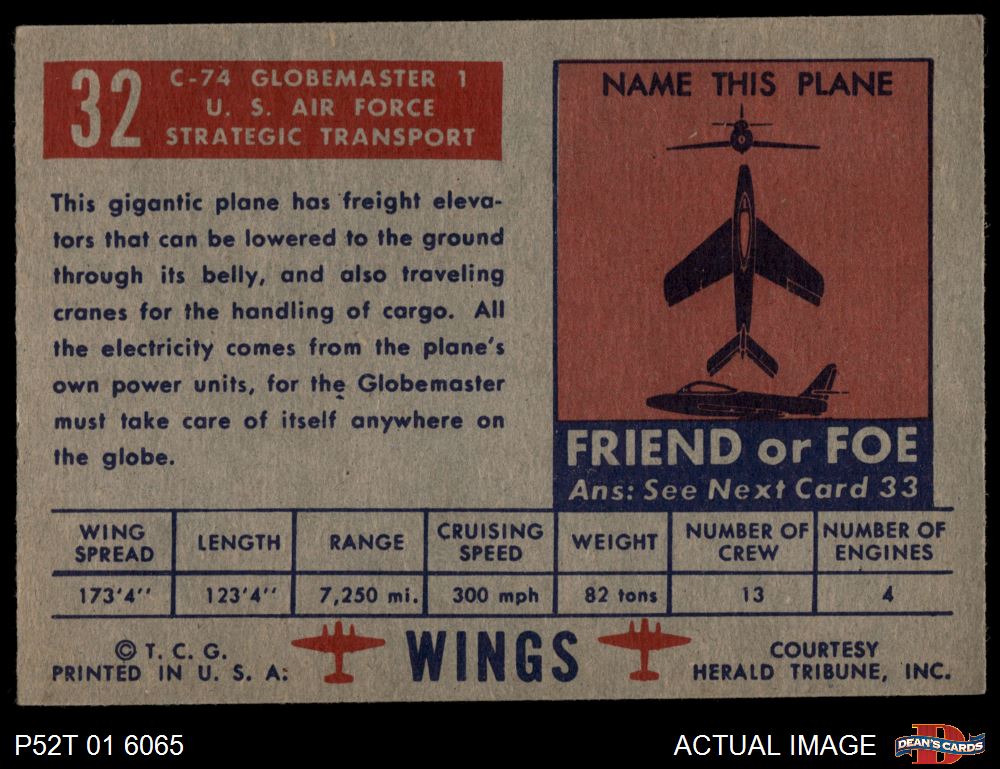 32
C-74 GLOBEMASTER 1
U. S. AIR FORCE
STRATEGIC TRANSPORT
This gigantic plane has freight eleva-
tors that can be lowered to the ground
through its belly, and also traveling
cranes for the handling of cargo. All
the electricity comes from the plane's
own power units, for the Globemaster
must take care of itself anywhere on
the globe.
NAME THIS PLANE
FRIEND or FOE
Ans: See Next Card 33
WING SPREAD LENGTH RANGE CRUISING SPEED WEIGHT NUMBER OF CREW NUMBER OF ENGINES
173'4" 123'4" 7,250 mi. 300 mph 82 tons 13 4
© T. C. G.
PRINTED IN U. S. A:
WINGS
COURTESY
HERALD TRIBUNE, INC.
P52T 01 6065
ACTUAL IMAGE
D
DEAN'S CARDS